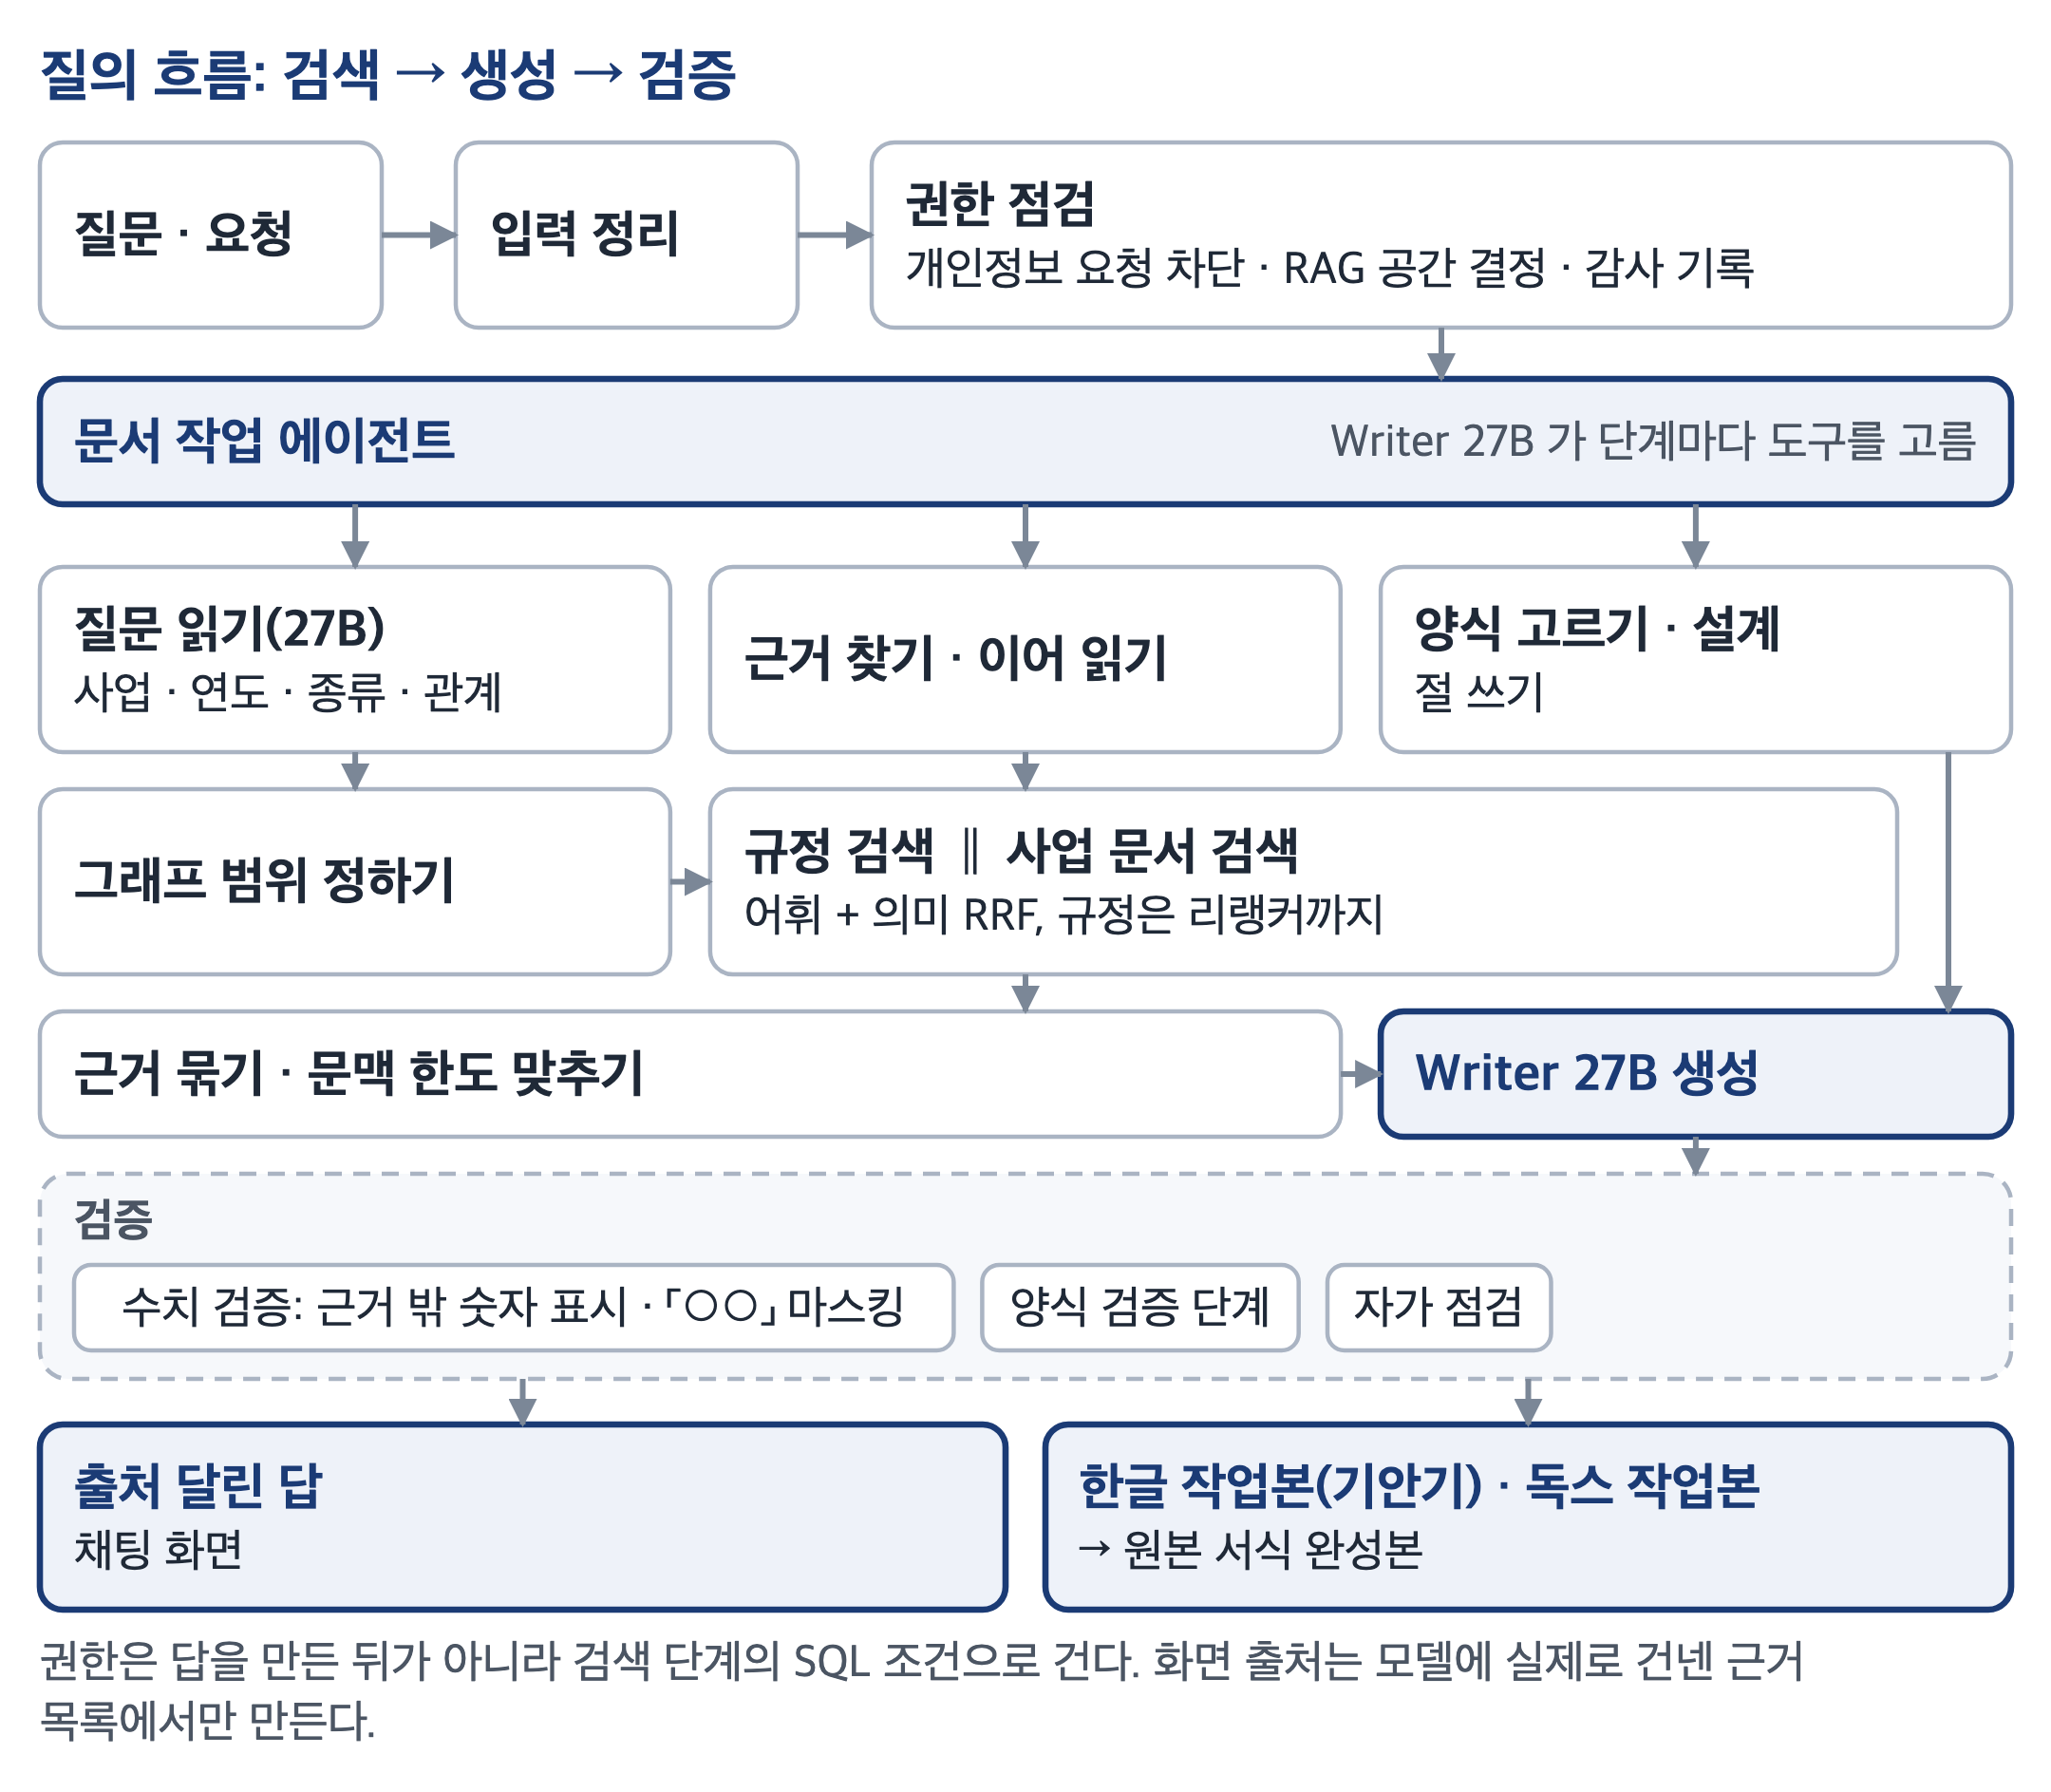 질의 흐름: 검색 → 생성 → 검증
질문 · 요청
입력 정리
권한 점검
개인정보 요청 차단 · RAG 공간 결정 · 감사 기록
문서 작업 에이전트
Writer 27B 가 단계마다 도구를 고름
질문 읽기(27B)
사업 · 연도 · 종류 · 관계
근거 찾기 · 이어 읽기
양식 고르기 · 설계
절 쓰기
그래프 범위 정하기
규정 검색 ∥ 사업 문서 검색
어휘 + 의미 RRF, 규정은 리랭커까지
근거 묶기 · 문맥 한도 맞추기
Writer 27B 생성
검증
수치 검증: 근거 밖 숫자 표시 · 「○○」 마스킹
양식 검증 단계
자가 점검
출처 달린 답
채팅 화면
한글 작업본(기안기) · 독스 작업본
→ 원본 서식 완성본
권한은 답을 만든 뒤가 아니라 검색 단계의 SQL 조건으로 건다. 화면 출처는 모델에 실제로 건넨 근거
목록에서만 만든다.